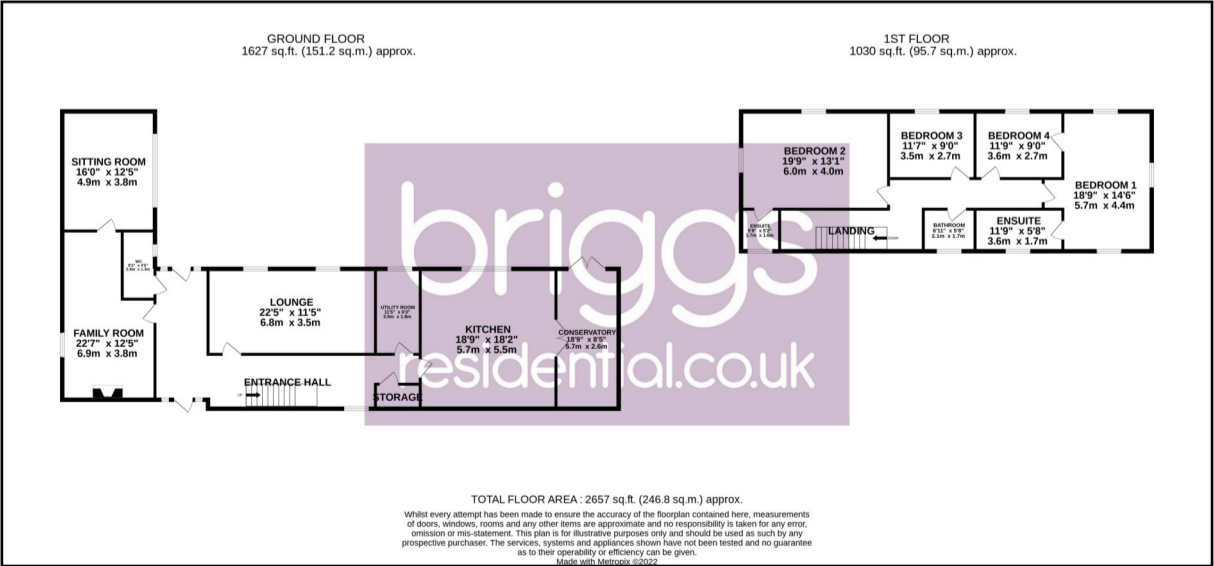 GROUND FLOOR
1627 sq.ft. (151.2 sq.m.) approx.
1ST FLOOR
1030 sq.ft. (95.7 sq.m.) approx.
SITTING ROOM
16'0" x 12'5"
4.9m x 3.8m
WC
FAMILY ROOM
22'7" x 12'5"
6.9m x 3.8m
LOUNGE
22'5" x 11'5"
6.8m x 3.5m
ENTRANCE HALL
UP
UTILITY ROOM
STORAGE
KITCHEN
18'9" x 18'2"
5.7m x 5.5m
CONSERVATORY
18'9" x 8'5"
5.7m x 2.6m
BEDROOM 2
19'9" x 13'1"
6.0m x 4.0m
BEDROOM 3
11'7" x 9'0"
3.5m x 2.7m
BEDROOM 4
11'9" x 9'0"
3.6m x 2.7m
BEDROOM 1
18'9" x 14'6"
5.7m x 4.4m
ENSUITE
LANDING
DOWN
BATHROOM
6'11" x 5'8"
2.1m x 1.7m
ENSUITE
11'9" x 5'8"
3.6m x 1.7m
briggs
residential.co.uk
TOTAL FLOOR AREA : 2657 sq.ft. (246.8 sq.m.) approx.
Whilst every attempt has been made to ensure the accuracy of the floorplan contained here, measurements
of doors, windows, rooms and any other items are approximate and no responsibility is taken for any error,
omission or mis-statement. This plan is for illustrative purposes only and should be used as such by any
prospective purchaser. The services, systems and appliances shown have not been tested and no guarantee
as to their operability or efficiency can be given.
Made with Metropix ©2022